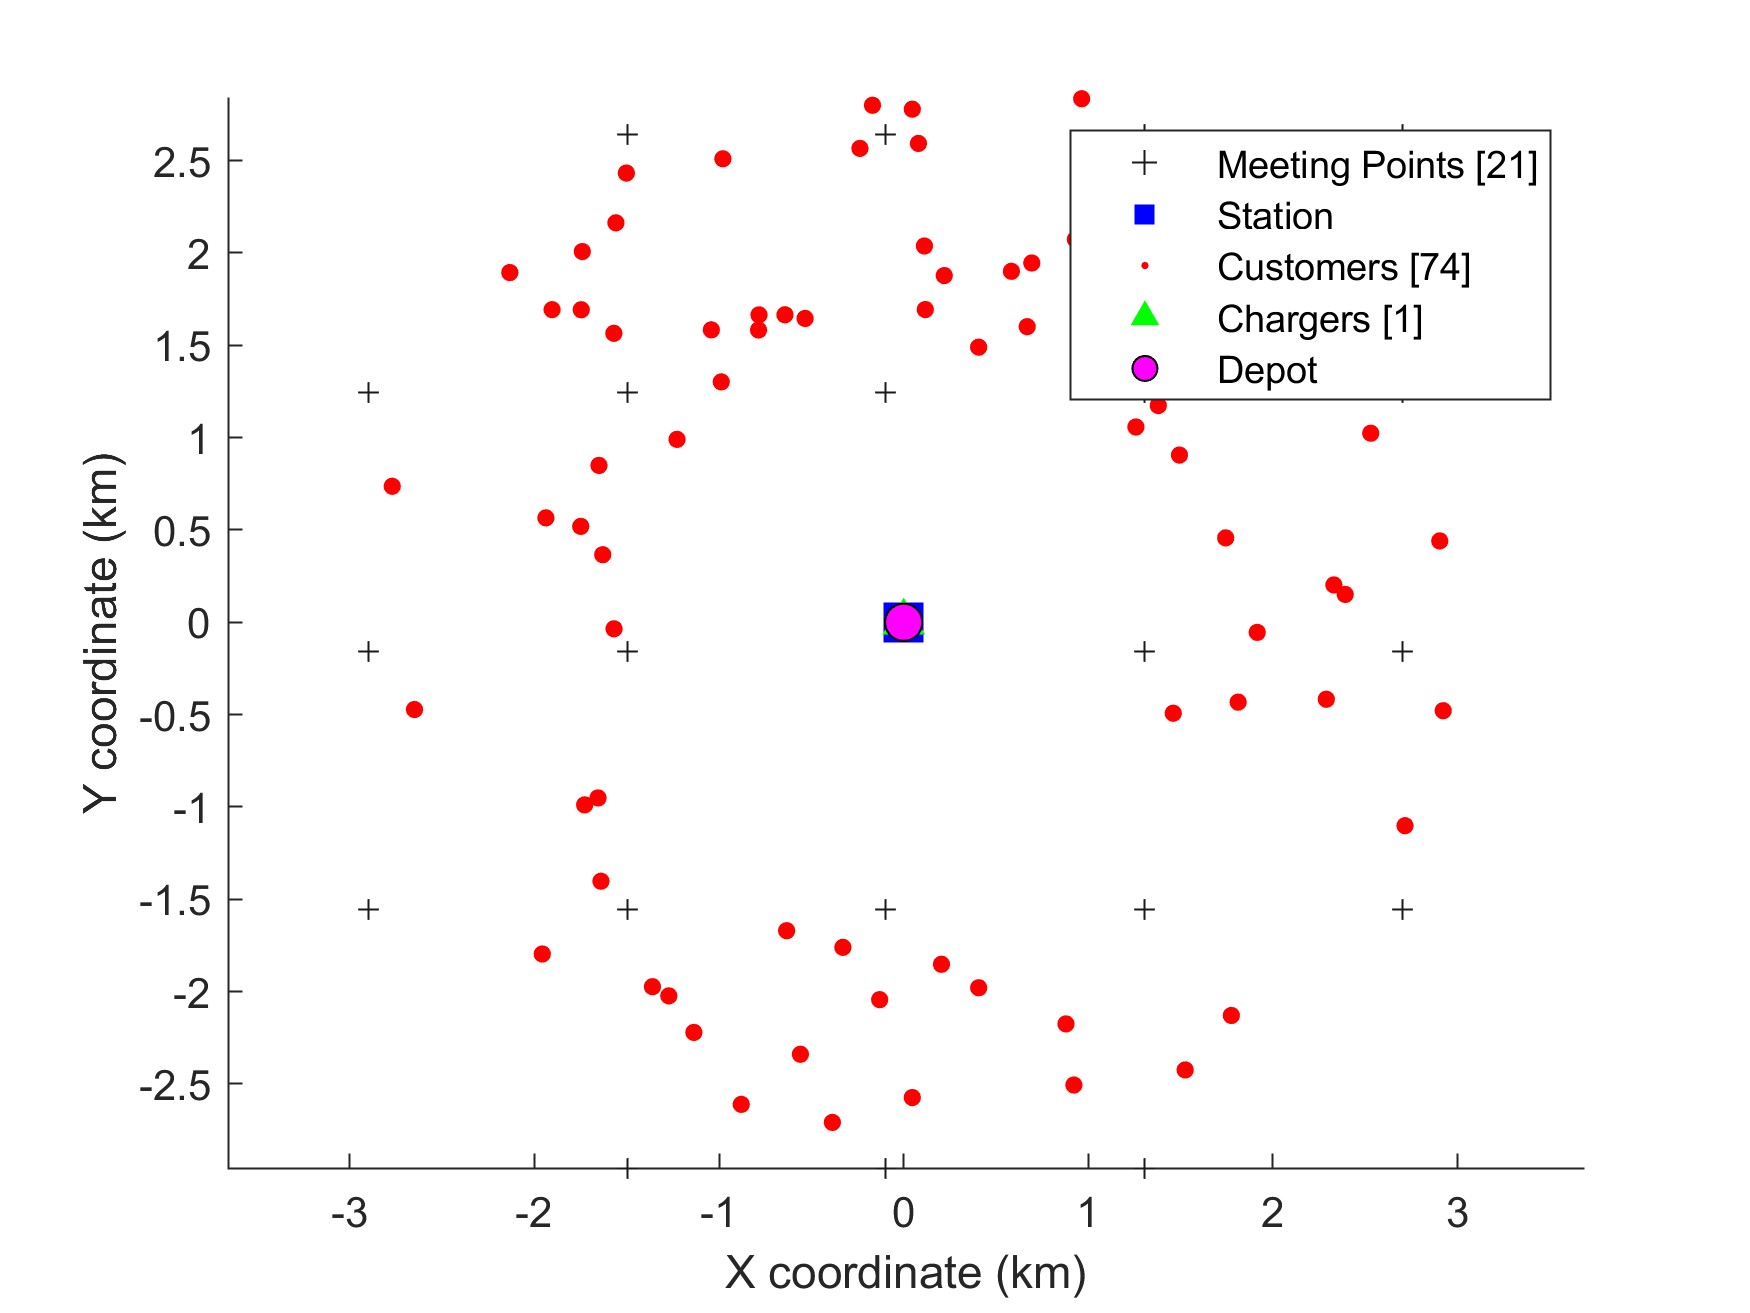 2.5
2
1.5
1
0.5
0
-0.5
-1
-1.5
-2
-2.5
Y coordinate (km)
Meeting Points [21]
Station
Customers [74]
Chargers [1]
Depot
-3
-2
-1
0
1
2
3
X coordinate (km)